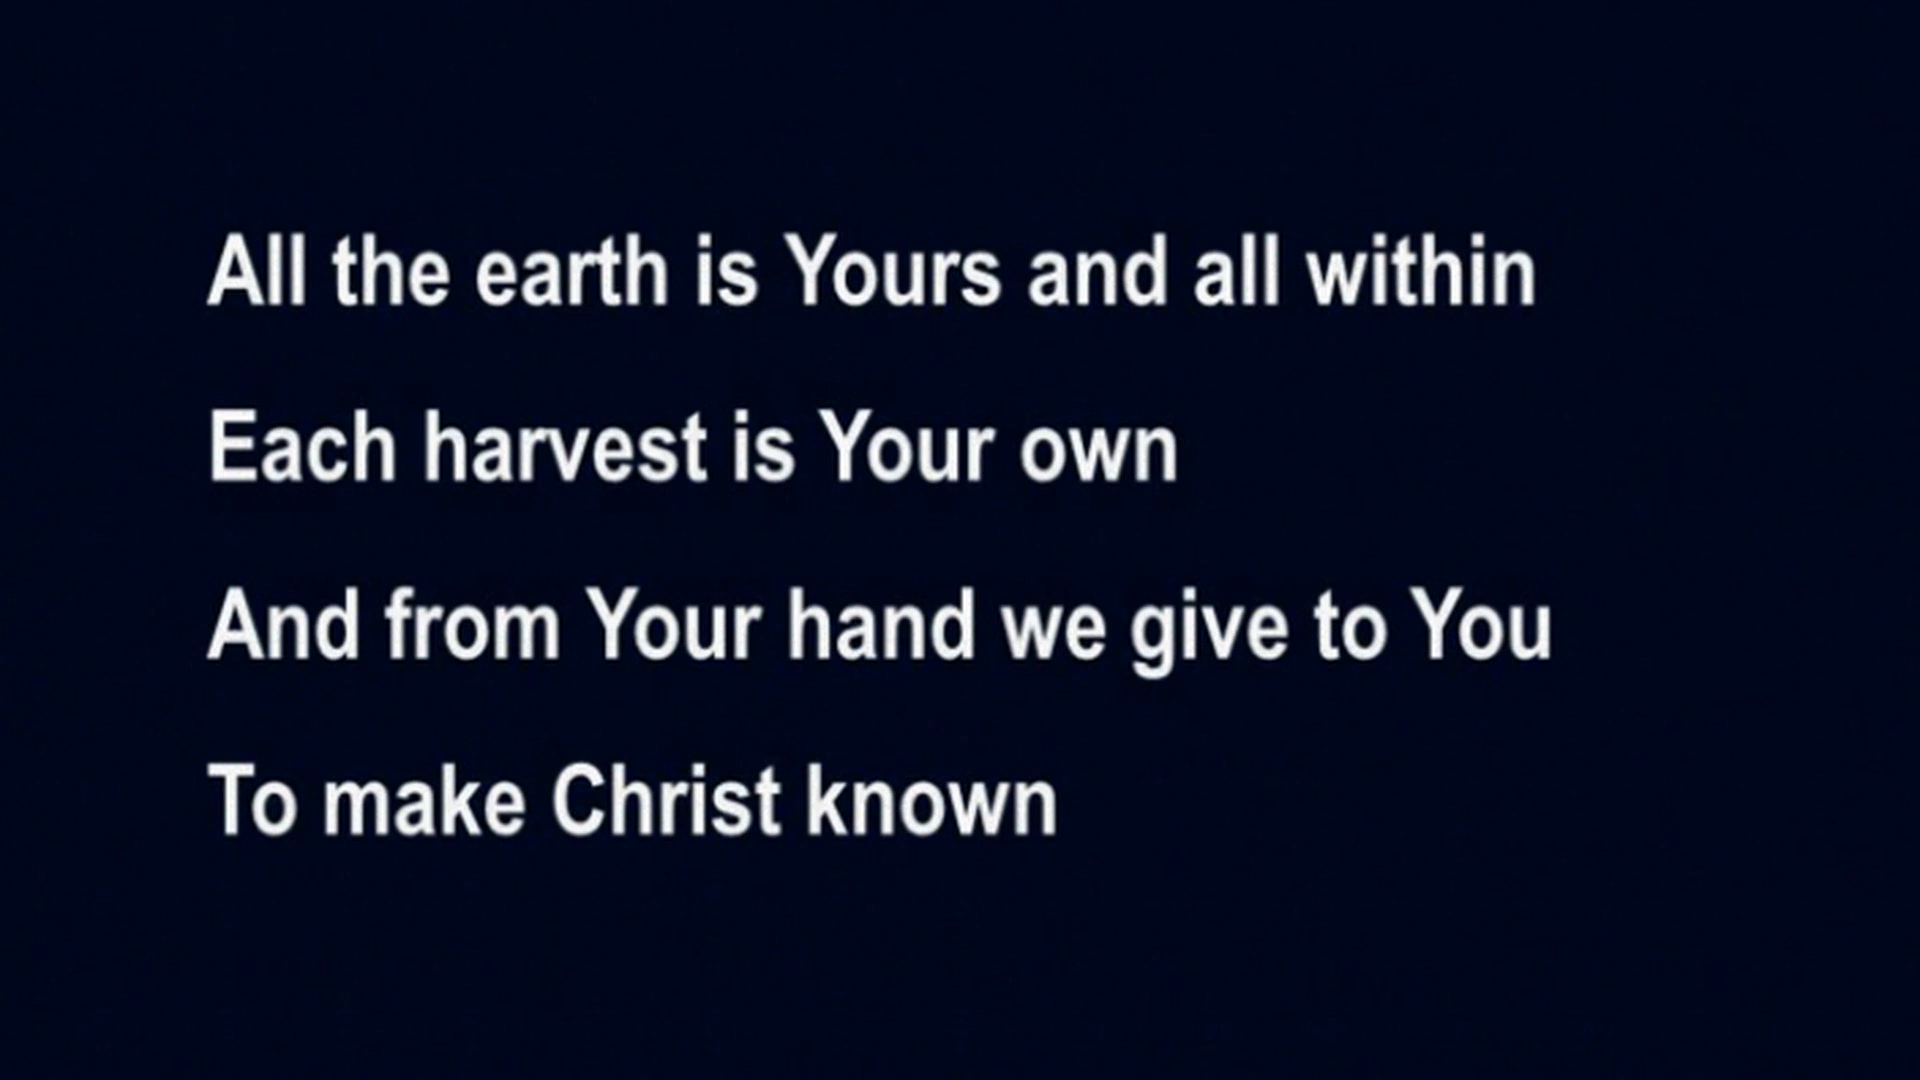 All the earth is Yours and all within
Each harvest is Your own
And from Your hand we give to You
To make Christ known